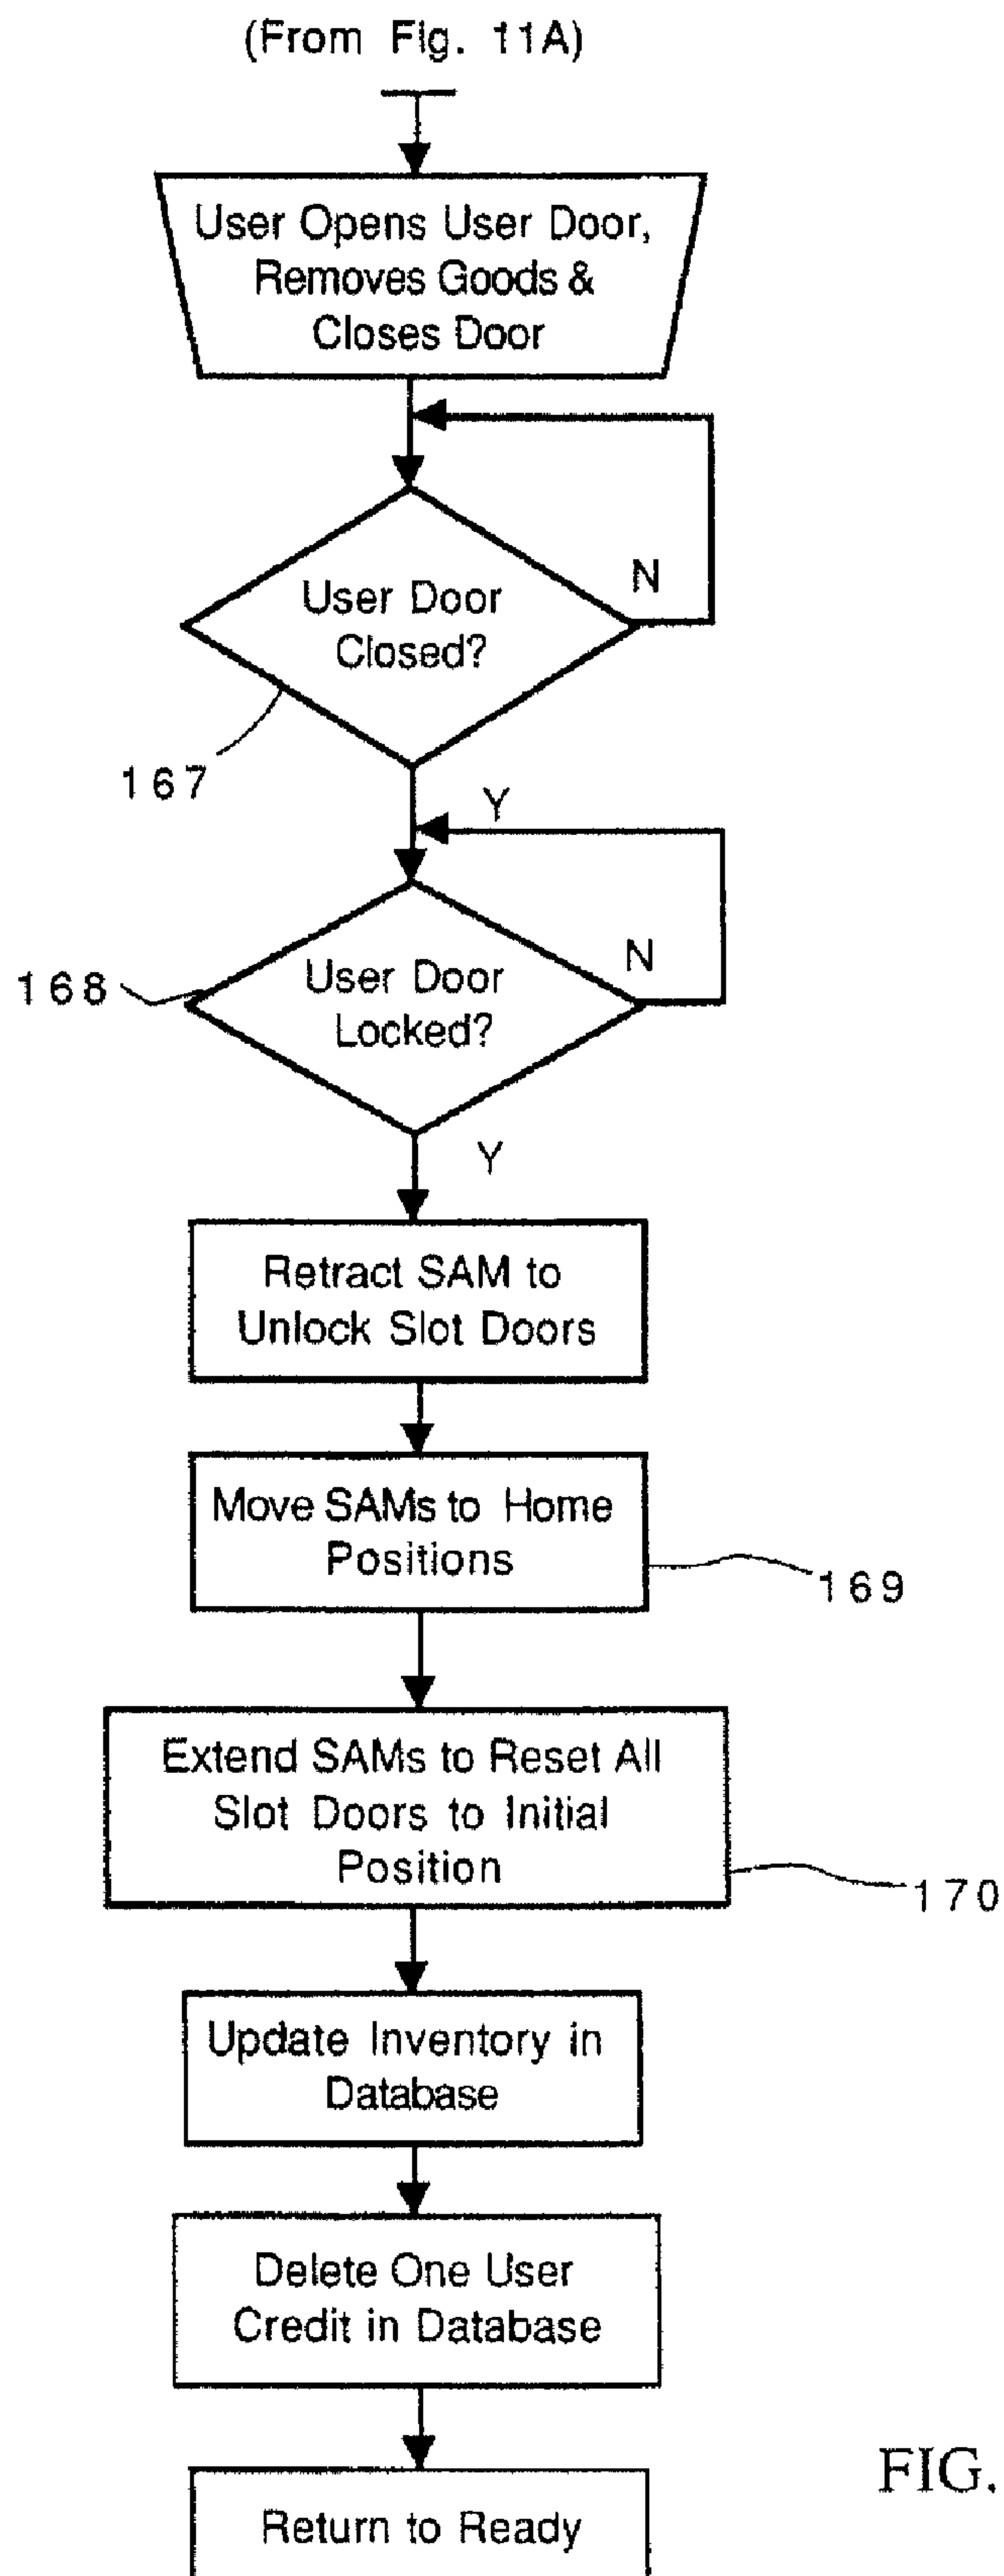 (From Fig. 11A)
User Opens User Door,
Removes Goods &
Closes Door
N
User Door
Closed?
167
Y
N
168
User Door
Locked?
Y
Retract SAM to
Unlock Slot Doors
Move SAMs to Home
Positions
169
Extend SAMs to Reset All
Slot Doors to Initial
Position
170
Update Inventory in
Database
Delete One User
Credit in Database
FIG.
Return to Ready